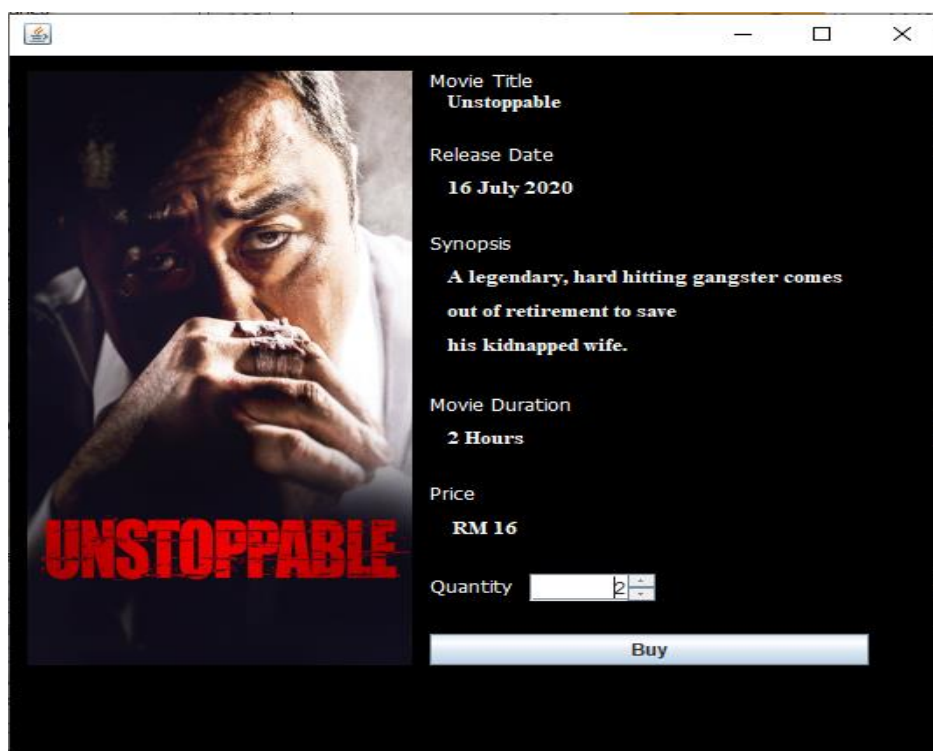 Movie Title
Unstoppable
Release Date
16 July 2020
Synopsis
A legendary, hard hitting gangster comes
out of retirement to save
his kidnapped wife.
Movie Duration
2 Hours
Price
RM 16
UNSTOPPABLE
Quantity 2
Buy